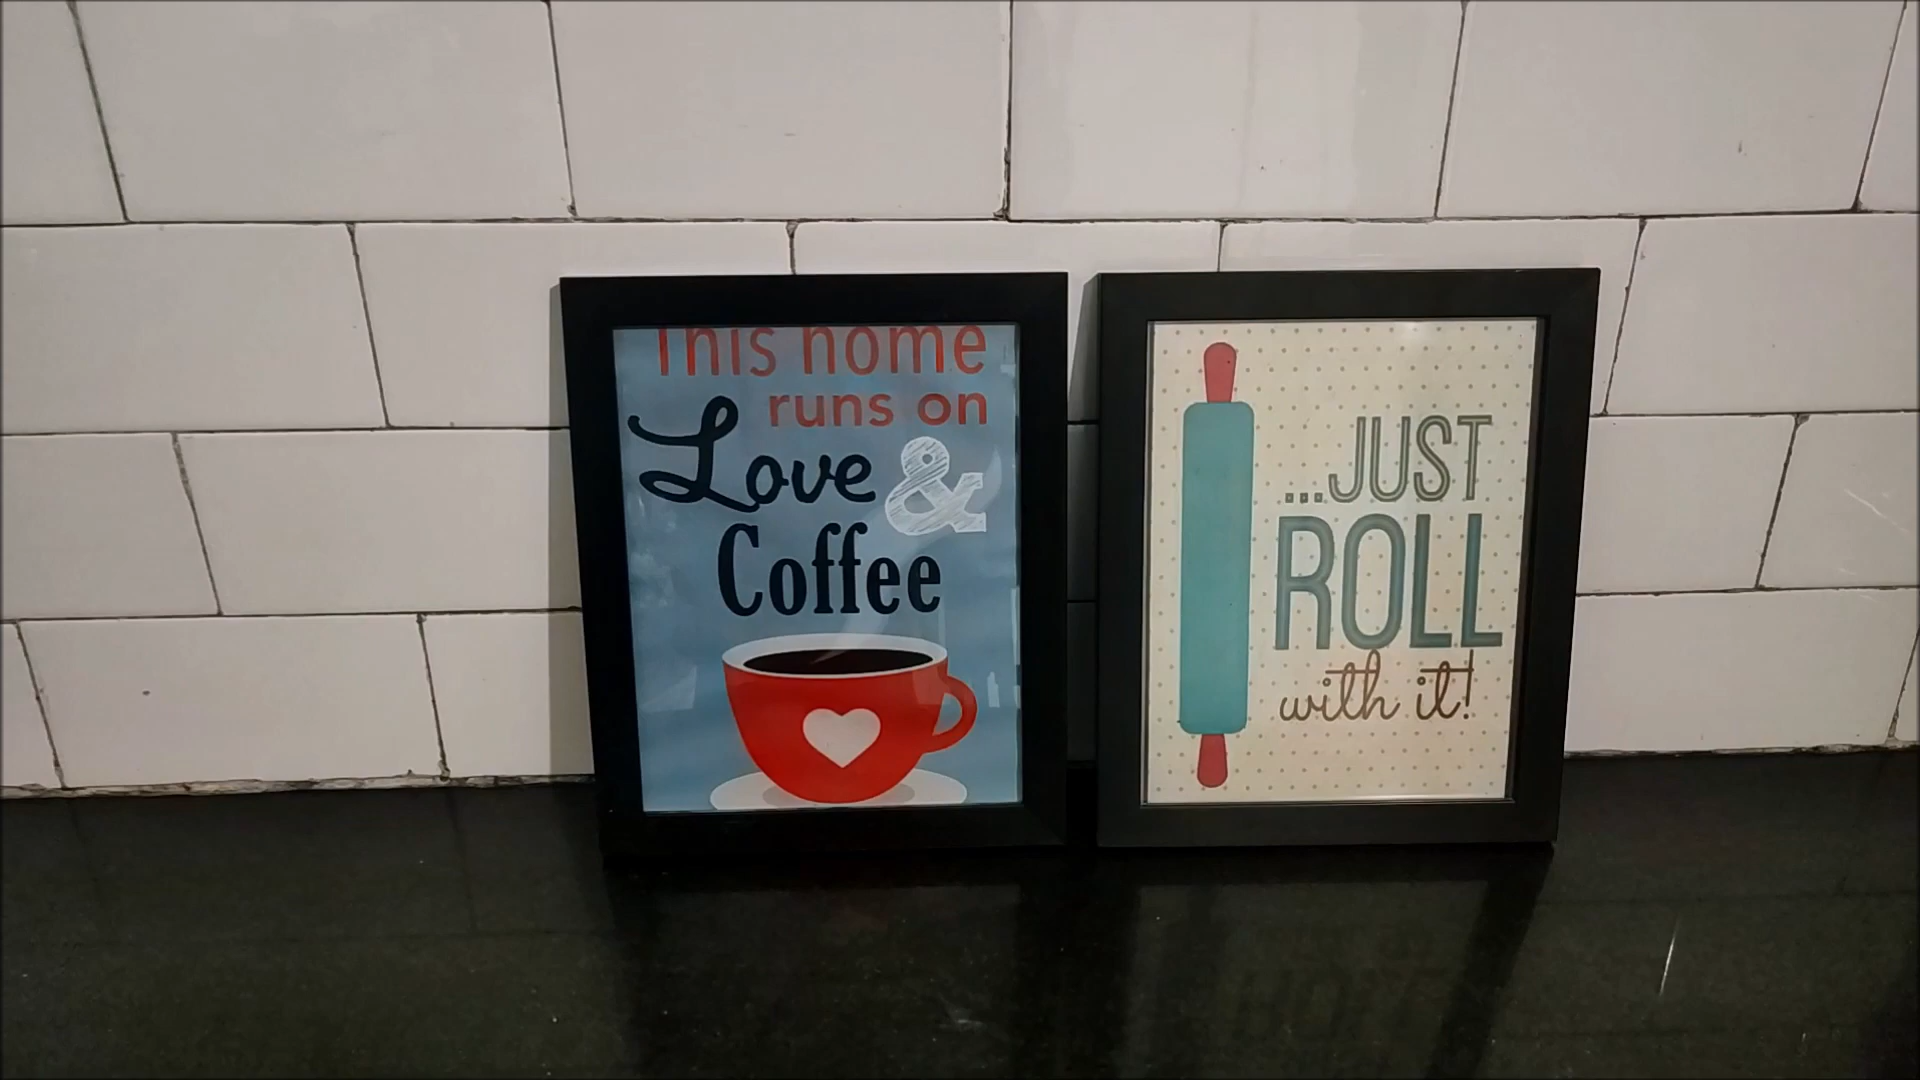 This home
runs on
Love &
Coffee
...JUST
ROLL
with it!